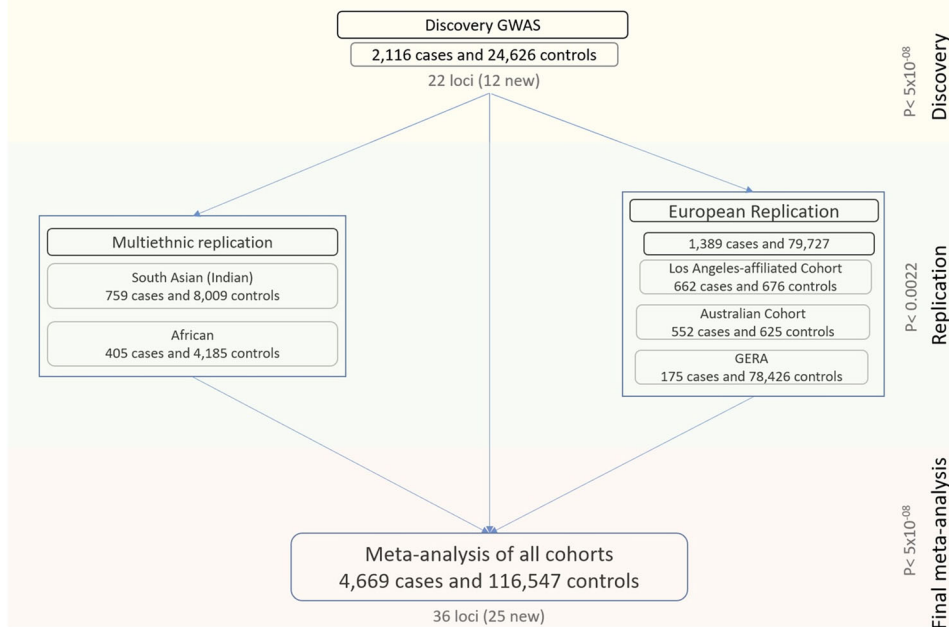 Discovery GWAS
2,116 cases and 24,626 controls
22 loci (12 new)
P< 5x10-08
Discovery
Multiethnic replication
South Asian (Indian)
759 cases and 8,009 controls
African
405 cases and 4,185 controls
European Replication
1,389 cases and 79,727
Los Angeles-affiliated Cohort
662 cases and 676 controls
Australian Cohort
552 cases and 625 controls
GERA
175 cases and 78,426 controls
P< 0.0022
Replication
Meta-analysis of all cohorts
4,669 cases and 116,547 controls
36 loci (25 new)
P< 5x10-08
Final meta-analysis